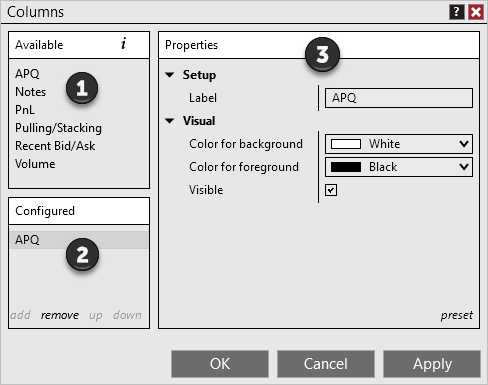 Columns ?
Available i
APQ
Notes
PnL
Pulling/Stacking
Recent Bid/Ask
Volume
1
Configured
APQ
2
add remove up down
Properties
3
Setup
Label APQ
Visual
Color for background White
Color for foreground Black
Visible
preset
OK Cancel Apply